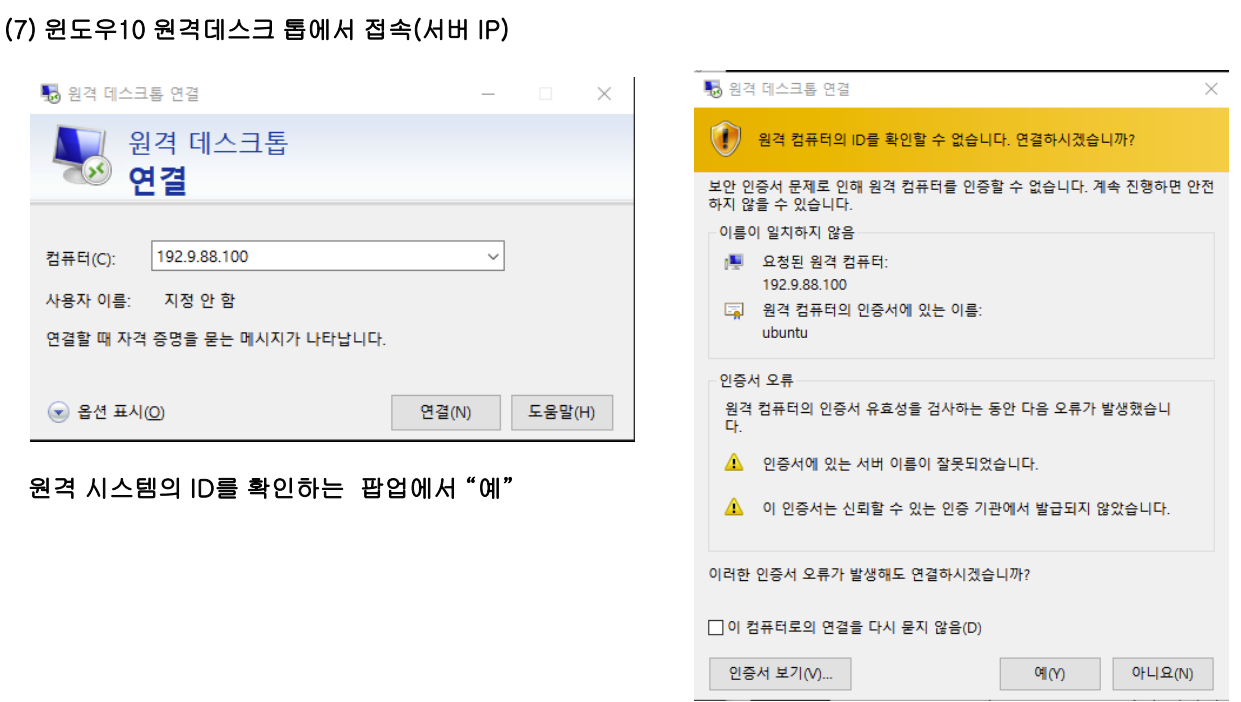 (7) 윈도우10 원격데스크 톱에서 접속(서버 IP)
원격 데스크톱 연결
원격 데스크톱
연결
컴퓨터(C):
192.9.88.100
사용자 이름:
지정 안 함
연결할 때 자격 증명을 묻는 메시지가 나타납니다.
옵션 표시(O)
연결(N)
도움말(H)
원격 시스템의 ID를 확인하는 팝업에서 “예”
원격 데스크톱 연결
원격 컴퓨터의 ID를 확인할 수 없습니다. 연결하시겠습니까?
보안 인증서 문제로 인해 원격 컴퓨터를 인증할 수 없습니다. 계속 진행하면 안전
하지 않을 수 있습니다.
이름이 일치하지 않음
요청된 원격 컴퓨터:
192.9.88.100
원격 컴퓨터의 인증서에 있는 이름:
ubuntu
인증서 오류
원격 컴퓨터의 인증서 유효성을 검사하는 동안 다음 오류가 발생했습니
다.
인증서에 있는 서버 이름이 잘못되었습니다.
이 인증서는 신뢰할 수 있는 인증 기관에서 발급되지 않았습니다.
이러한 인증서 오류가 발생해도 연결하시겠습니까?
이 컴퓨터로의 연결을 다시 묻지 않음(D)
인증서 보기(V)...
예(Y)
아니요(N)